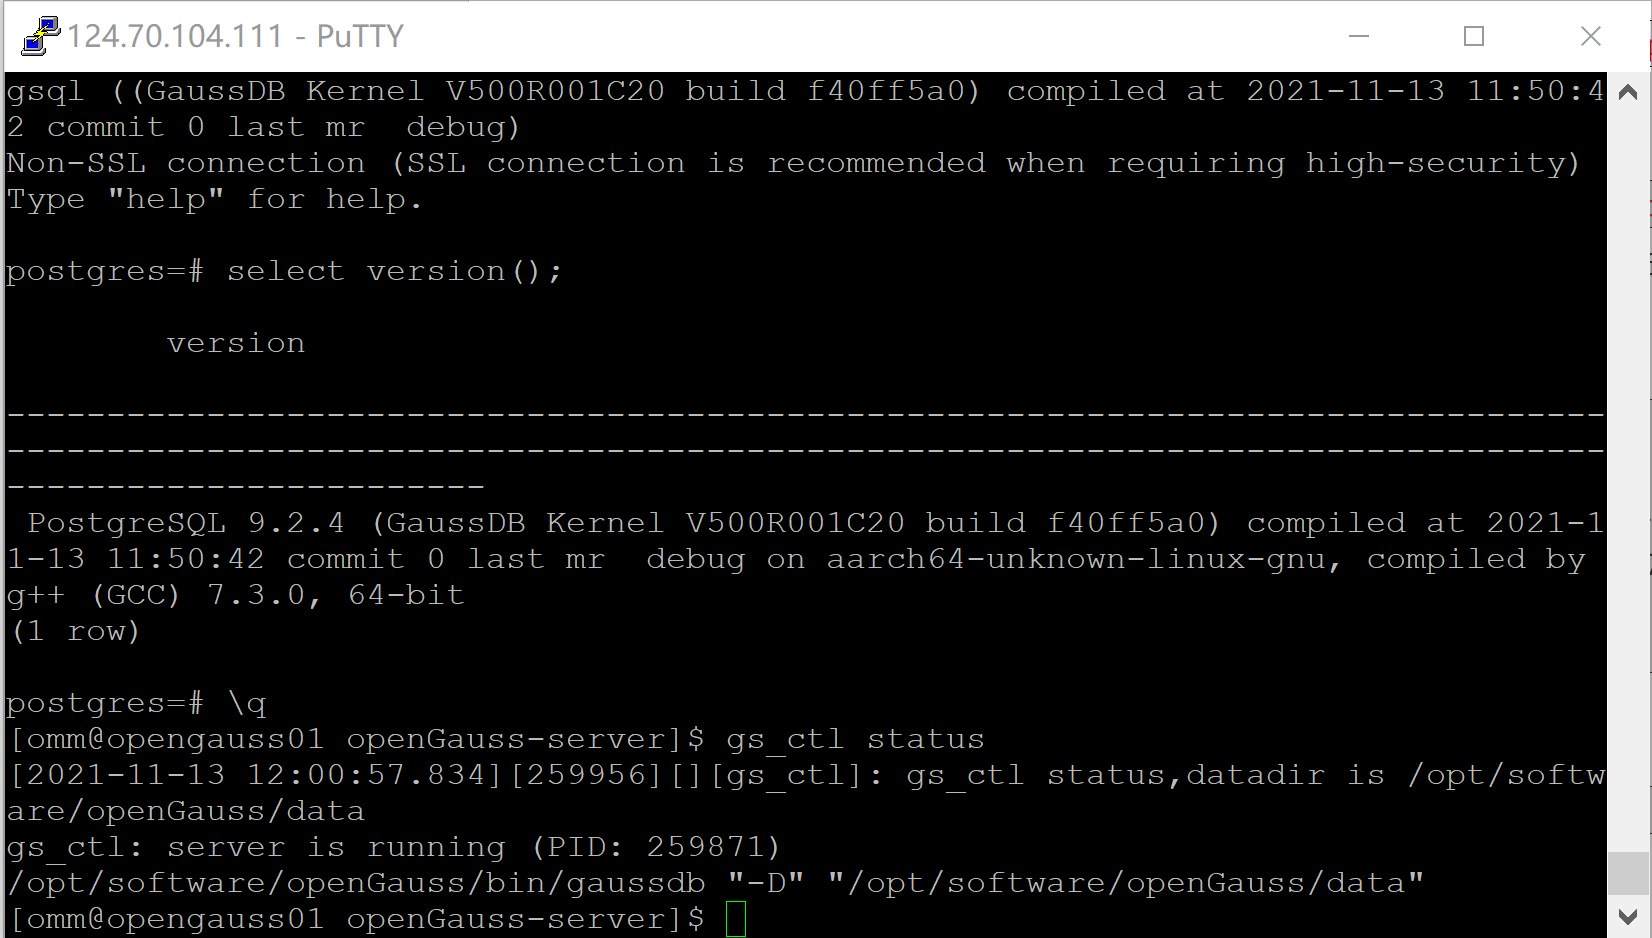 124.70.104.111 - PuTTY
gsql ((GaussDB Kernel V500R001C20 build f40ff5a0) compiled at 2021-11-13 11:50:4
2 commit 0 last mr  debug)
Non-SSL connection (SSL connection is recommended when requiring high-security)
Type "help" for help.
postgres=# select version();
        version
--------------------------------------------------------------------------------
--------------------------------------------------------------------------------
------------------------
 PostgreSQL 9.2.4 (GaussDB Kernel V500R001C20 build f40ff5a0) compiled at 2021-1
1-13 11:50:42 commit 0 last mr  debug on aarch64-unknown-linux-gnu, compiled by
g++ (GCC) 7.3.0, 64-bit
(1 row)
postgres=# \q
[omm@opengauss01 openGauss-server]$ gs_ctl status
[2021-11-13 12:00:57.834][259956][][gs_ctl]: gs_ctl status,datadir is /opt/softw
are/openGauss/data
gs_ctl: server is running (PID: 259871)
/opt/software/openGauss/bin/gaussdb "-D" "/opt/software/openGauss/data"
[omm@opengauss01 openGauss-server]$